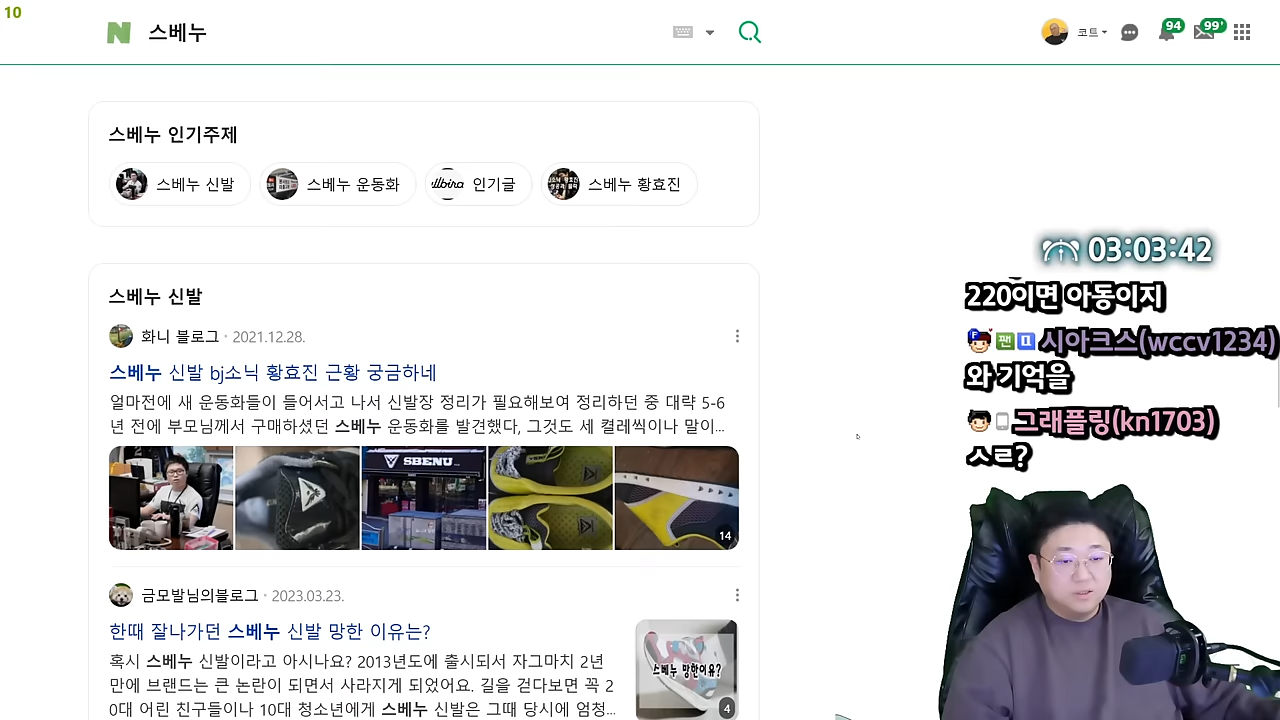 10
N 스베누
코트
94
99+
스베누 인기주제
스베누 신발
스베누 운동화
인기글
스베누 황효진
스베누 신발
화니 블로그 · 2021.12.28.
스베누 신발 bj소닉 황효진 근황 궁금하네
얼마전에 새 운동화들이 들어서고 나서 신발장 정리가 필요해보여 정리하던 중 대략 5-6
년 전에 부모님께서 구매하셨던 스베누 운동화를 발견했다, 그것도 세 켤레씩이나 말이...
SBENU
14
금모발님의블로그 · 2023.03.23.
한때 잘나가던 스베누 신발 망한 이유는?
혹시 스베누 신발이라고 아시나요? 2013년도에 출시되서 자그마치 2년
만에 브랜드는 큰 논란이 되면서 사라지게 되었어요. 길을 걷다보면 꼭 2
0대 어린 친구들이나 10대 청소년에게 스베누 신발은 그때 당시에 엄청...
스베누 망한이유?
4
03:03:42
220이면 아동이지
팬 시아크스(wccv1234)
와 기억을
그래플링(kn1703)
ㅅㄹ?